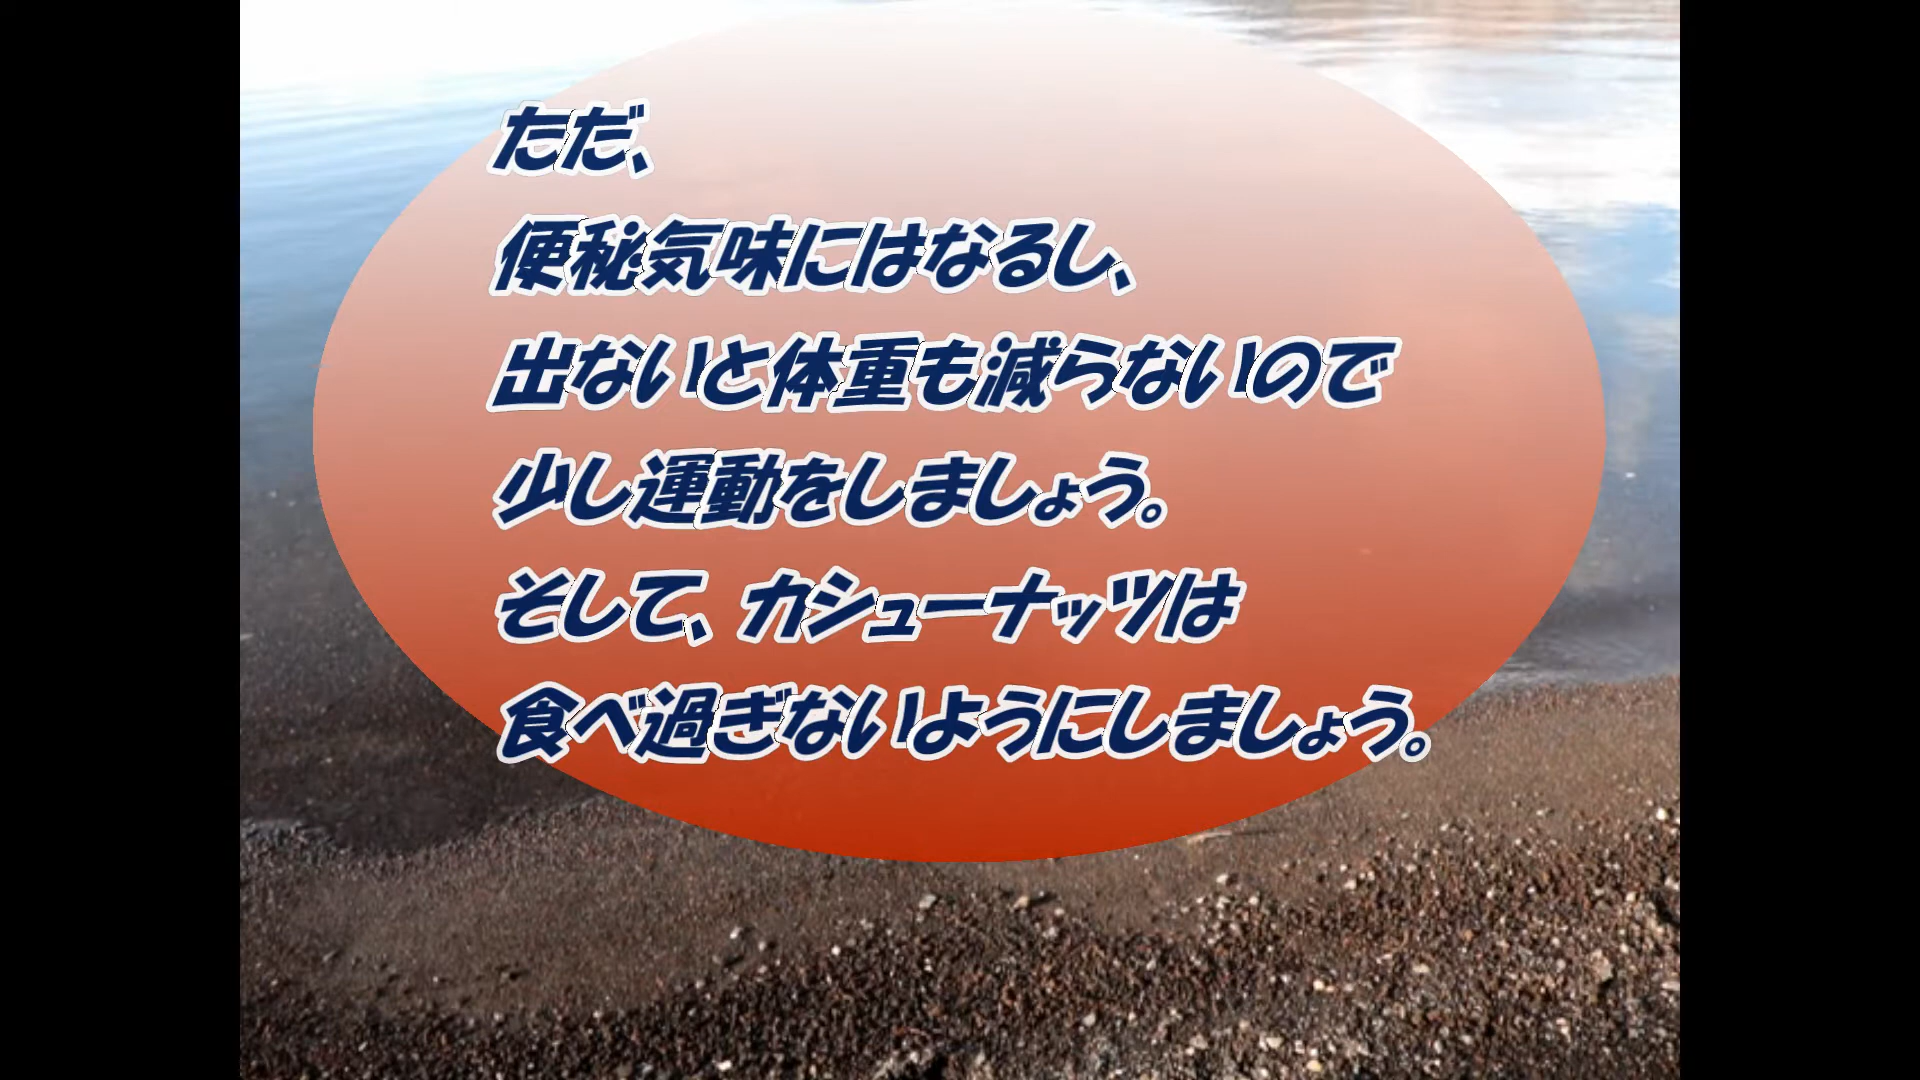 ただ、
便秘気味にはなるし、
出ないと体重も減らないので
少し運動をしましょう。
そして、カシューナッツは
食べ過ぎないようにしましょう。